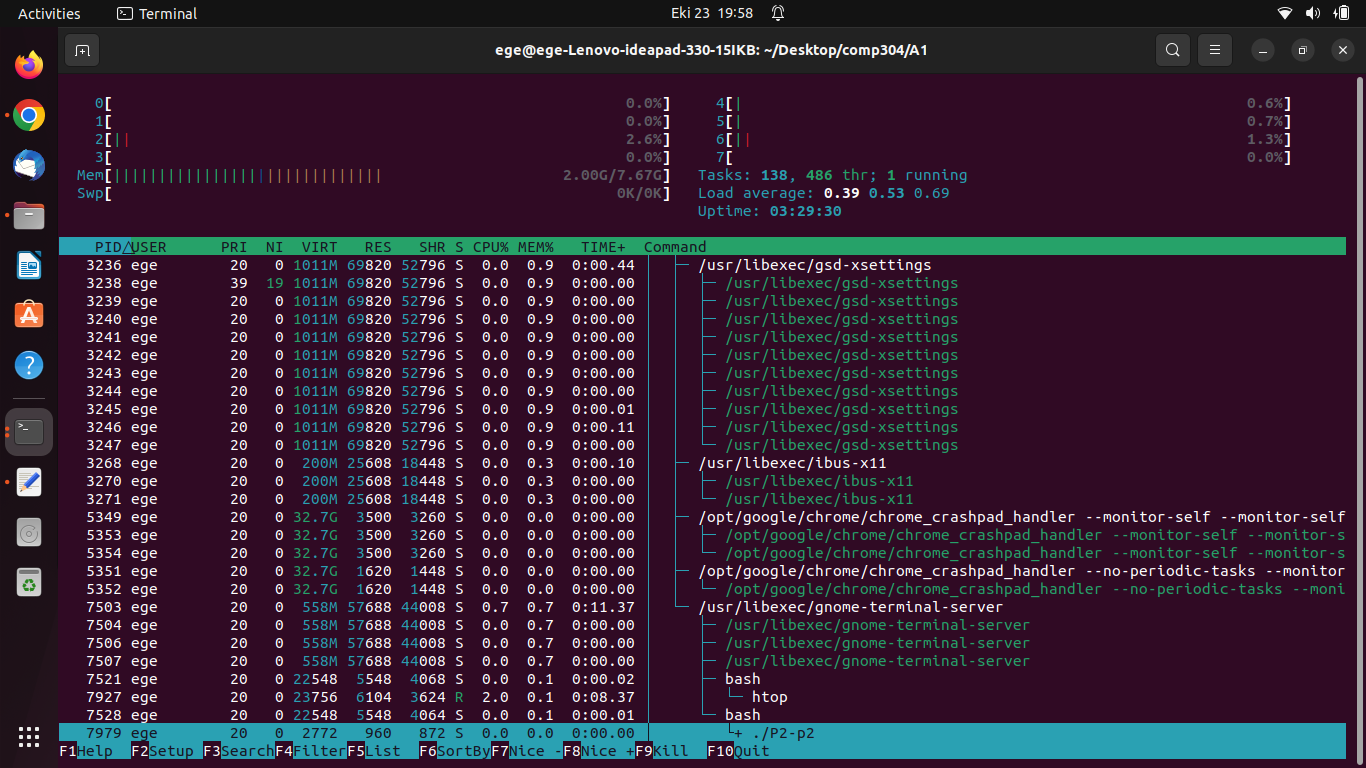 Activities Terminal Eki 23 19:58
ege@ege-Lenovo-ideapad-330-15IKB: ~/Desktop/comp304/A1
0[ 0.0%] 4[| 0.6%]
1[ 0.0%] 5[| 0.7%]
2[|| 2.6%] 6[|| 1.3%]
3[ 0.0%] 7[ 0.0%]
Mem[|||||||||||||||||||||||||||||| 2.00G/7.67G] Tasks: 138, 486 thr; 1 running
Swp[ 0K/0K] Load average: 0.39 0.53 0.69
Uptime: 03:29:30
PID△USER PRI NI VIRT RES SHR S CPU% MEM% TIME+ Command
3236 ege 20 0 1011M 69820 52796 S 0.0 0.9 0:00.44 │ ├─ /usr/libexec/gsd-xsettings
3238 ege 39 19 1011M 69820 52796 S 0.0 0.9 0:00.00 │ │ ├─ /usr/libexec/gsd-xsettings
3239 ege 20 0 1011M 69820 52796 S 0.0 0.9 0:00.00 │ │ ├─ /usr/libexec/gsd-xsettings
3240 ege 20 0 1011M 69820 52796 S 0.0 0.9 0:00.00 │ │ ├─ /usr/libexec/gsd-xsettings
3241 ege 20 0 1011M 69820 52796 S 0.0 0.9 0:00.00 │ │ ├─ /usr/libexec/gsd-xsettings
3242 ege 20 0 1011M 69820 52796 S 0.0 0.9 0:00.00 │ │ ├─ /usr/libexec/gsd-xsettings
3243 ege 20 0 1011M 69820 52796 S 0.0 0.9 0:00.00 │ │ ├─ /usr/libexec/gsd-xsettings
3244 ege 20 0 1011M 69820 52796 S 0.0 0.9 0:00.00 │ │ ├─ /usr/libexec/gsd-xsettings
3245 ege 20 0 1011M 69820 52796 S 0.0 0.9 0:00.01 │ │ ├─ /usr/libexec/gsd-xsettings
3246 ege 20 0 1011M 69820 52796 S 0.0 0.9 0:00.11 │ │ ├─ /usr/libexec/gsd-xsettings
3247 ege 20 0 1011M 69820 52796 S 0.0 0.9 0:00.00 │ │ └─ /usr/libexec/gsd-xsettings
3268 ege 20 0 200M 25608 18448 S 0.0 0.3 0:00.10 │ ├─ /usr/libexec/ibus-x11
3270 ege 20 0 200M 25608 18448 S 0.0 0.3 0:00.00 │ │ ├─ /usr/libexec/ibus-x11
3271 ege 20 0 200M 25608 18448 S 0.0 0.3 0:00.00 │ │ └─ /usr/libexec/ibus-x11
5349 ege 20 0 32.7G 3500 3260 S 0.0 0.0 0:00.00 │ ├─ /opt/google/chrome/chrome_crashpad_handler --monitor-self --monitor-self
5353 ege 20 0 32.7G 3500 3260 S 0.0 0.0 0:00.00 │ │ ├─ /opt/google/chrome/chrome_crashpad_handler --monitor-self --monitor-s
5354 ege 20 0 32.7G 3500 3260 S 0.0 0.0 0:00.00 │ │ └─ /opt/google/chrome/chrome_crashpad_handler --monitor-self --monitor-s
5351 ege 20 0 32.7G 1620 1448 S 0.0 0.0 0:00.00 │ ├─ /opt/google/chrome/chrome_crashpad_handler --no-periodic-tasks --monitor
5352 ege 20 0 32.7G 1620 1448 S 0.0 0.0 0:00.00 │ │ └─ /opt/google/chrome/chrome_crashpad_handler --no-periodic-tasks --moni
7503 ege 20 0 558M 57688 44008 S 0.7 0.7 0:11.37 │ └─ /usr/libexec/gnome-terminal-server
7504 ege 20 0 558M 57688 44008 S 0.0 0.7 0:00.00 │ ├─ /usr/libexec/gnome-terminal-server
7506 ege 20 0 558M 57688 44008 S 0.0 0.7 0:00.00 │ ├─ /usr/libexec/gnome-terminal-server
7507 ege 20 0 558M 57688 44008 S 0.0 0.7 0:00.00 │ ├─ /usr/libexec/gnome-terminal-server
7521 ege 20 0 22548 5548 4068 S 0.0 0.1 0:00.02 │ ├─ bash
7927 ege 20 0 23756 6104 3624 R 2.0 0.1 0:08.37 │ │ └─ htop
7528 ege 20 0 22548 5548 4064 S 0.0 0.1 0:00.01 │ └─ bash
7979 ege 20 0 2772 960 872 S 0.0 0.0 0:00.00 │ └+ ./P2-p2
F1Help F2Setup F3SearchF4FilterF5List F6SortByF7Nice -F8Nice +F9Kill F10Quit